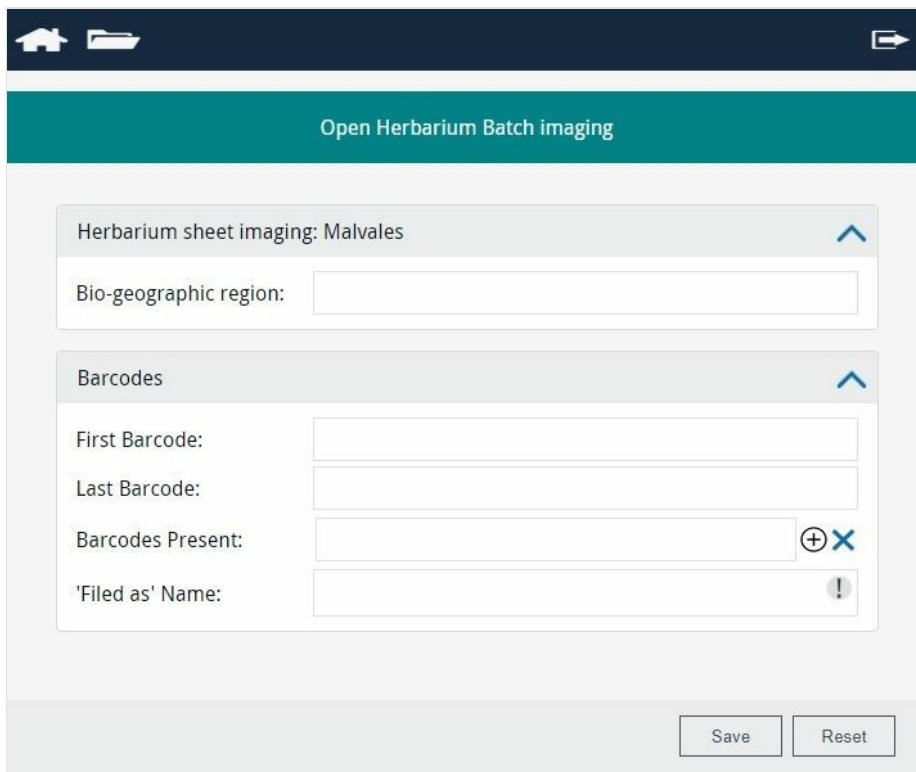 Open Herbarium Batch imaging
Herbarium sheet imaging: Malvales
Bio-geographic region:
Barcodes
First Barcode:
Last Barcode:
Barcodes Present:
'Filed as' Name:
!
Save Reset